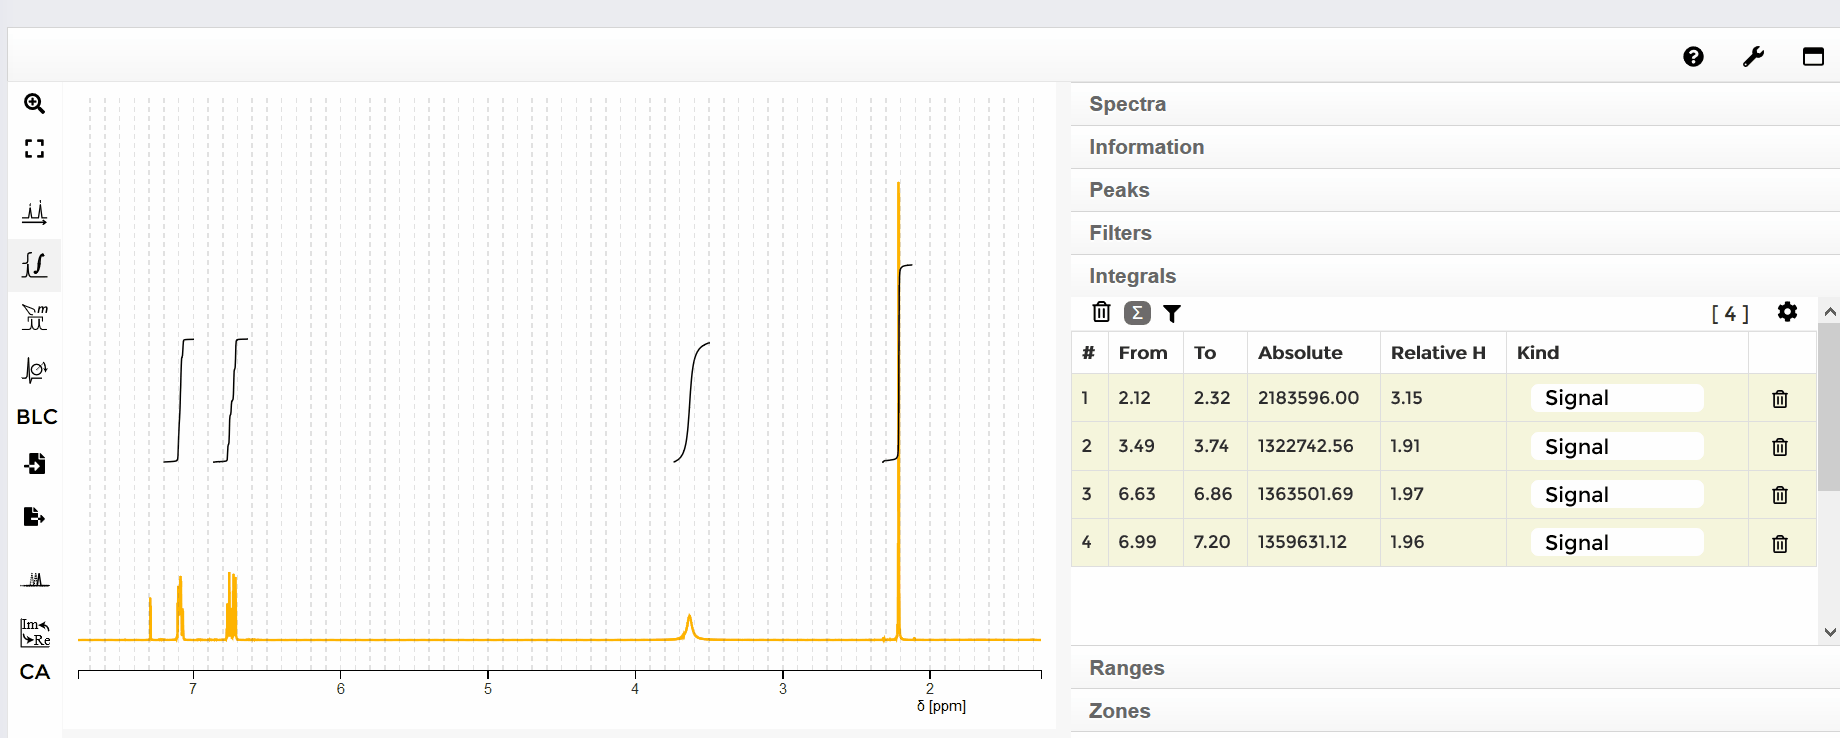 Spectra
Information
Peaks
Filters
Integrals
Σ [ 4 ]
# From To Absolute Relative H Kind
1 2.12 2.32 2183596.00 3.15 Signal
2 3.49 3.74 1322742.56 1.91 Signal
3 6.63 6.86 1363501.69 1.97 Signal
4 6.99 7.20 1359631.12 1.96 Signal
Ranges
Zones
m
BLC
Im
Re
CA
7 6 5 4 3 2
δ [ppm]